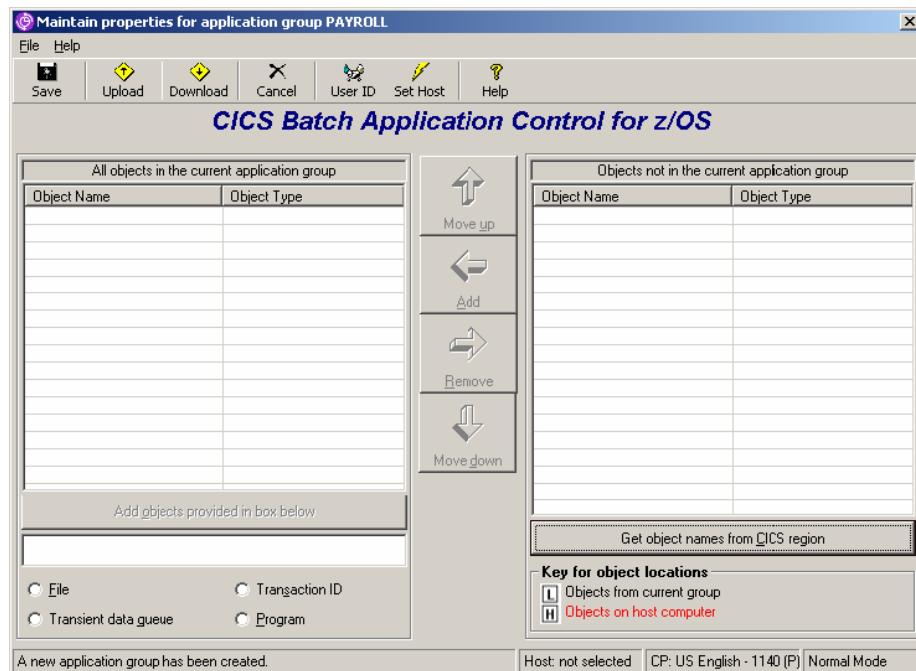 Maintain properties for application group PAYROLL
File Help
Save Upload Download Cancel User ID Set Host Help
CICS Batch Application Control for z/OS
All objects in the current application group
Object Name Object Type
Move up
Add
Remove
Move down
Objects not in the current application group
Object Name Object Type
Add objects provided in box below
File Transaction ID
Transient data queue Program
Get object names from CICS region
Key for object locations
L Objects from current group
H Objects on host computer
A new application group has been created. Host: not selected CP: US English - 1140 (P) Normal Mode